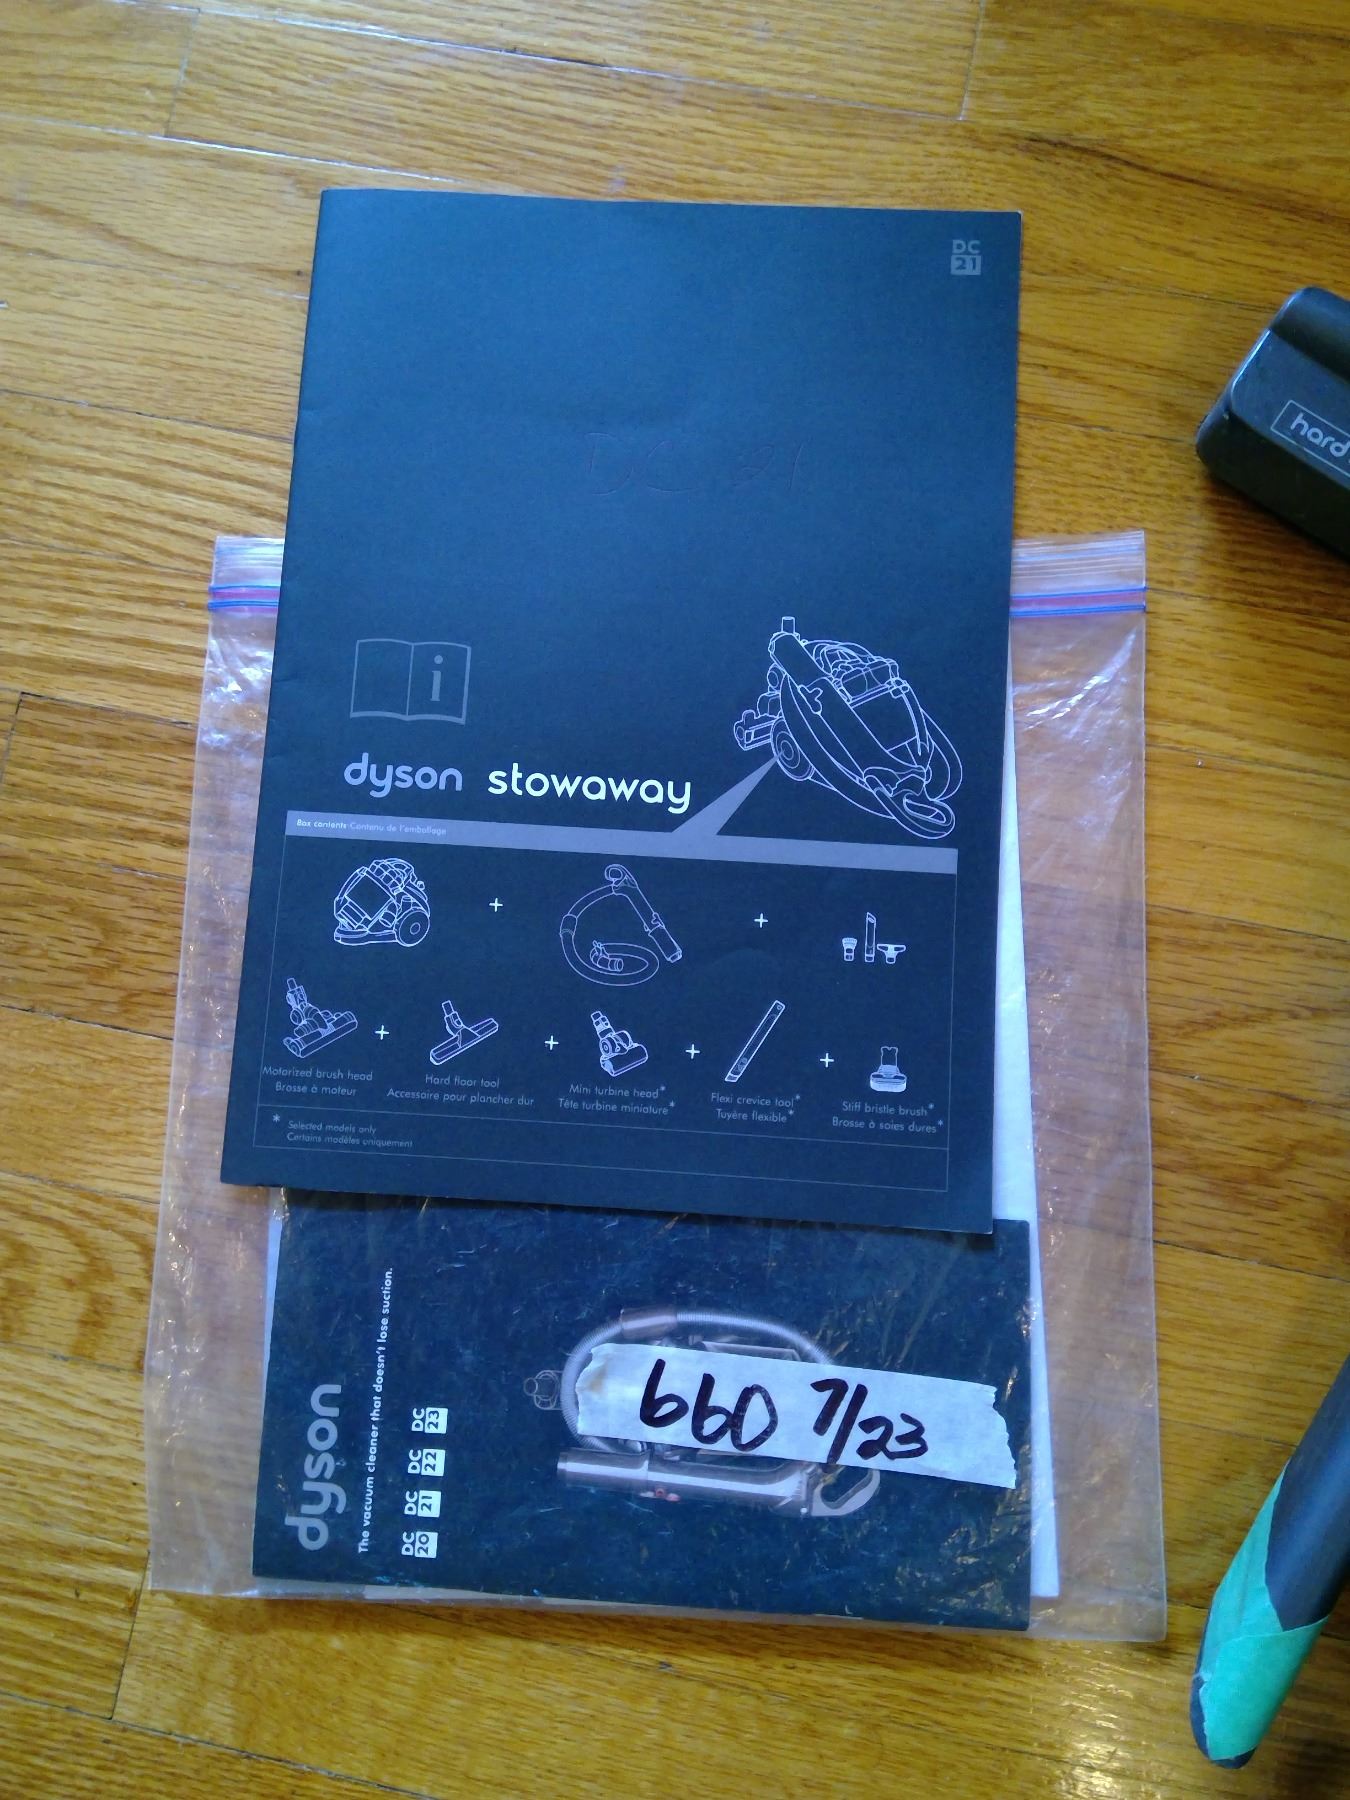 DC
21
DC 21
i
dyson stowaway
Box contents Contenu de l'emballage
+
+
Motorized brush head
Brosse à moteur
+
Hard floor tool
Accessoire pour plancher dur
+
Mini turbine head*
Tête turbine miniature*
+
Flexi crevice tool*
Tuyère flexible*
+
Stiff bristle brush*
Brosse à soies dures*
* Selected models only
Certains modèles uniquement
dyson
The vacuum cleaner that doesn't lose suction.
DC
20
DC
21
DC
22
DC
23
660 7/23
hard